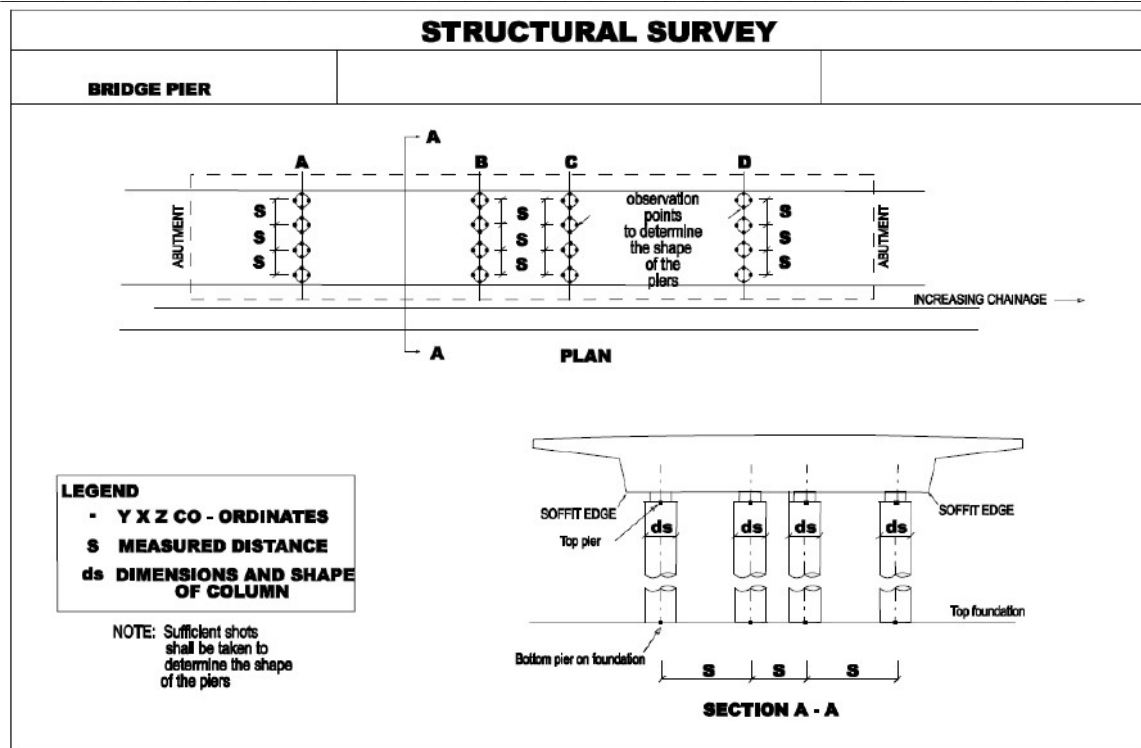 STRUCTURAL SURVEY
BRIDGE PIER
A
A
B
C
D
S
S
S
S
S
S
S
S
S
ABUTMENT
observation
points
to determine
the shape
of the
piers
ABUTMENT
INCREASING CHAINAGE
A
PLAN
LEGEND
- Y X Z CO - ORDINATES
S MEASURED DISTANCE
ds DIMENSIONS AND SHAPE
OF COLUMN
NOTE: Sufficient shots
shall be taken to
determine the shape
of the piers
SOFFIT EDGE
SOFFIT EDGE
Top pier
ds
ds
ds
ds
Top foundation
Bottom pier on foundation
S
S
S
SECTION A - A